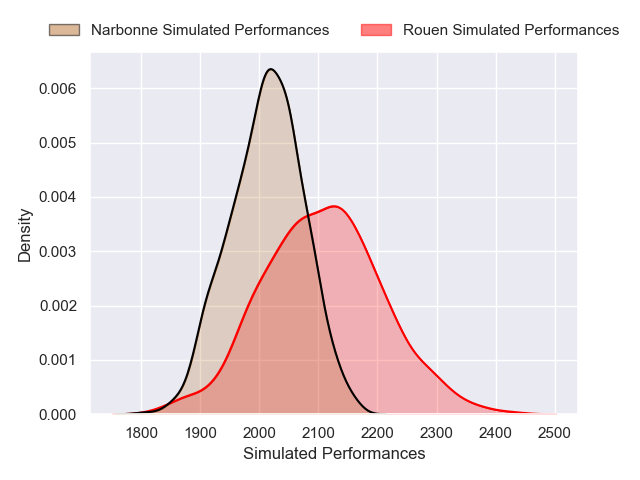 Narbonne Simulated Performances Rouen Simulated Performances
0.006
0.005
0.004
0.003
0.002
0.001
0.000
Density
1800 1900 2000 2100 2200 2300 2400 2500
Simulated Performances